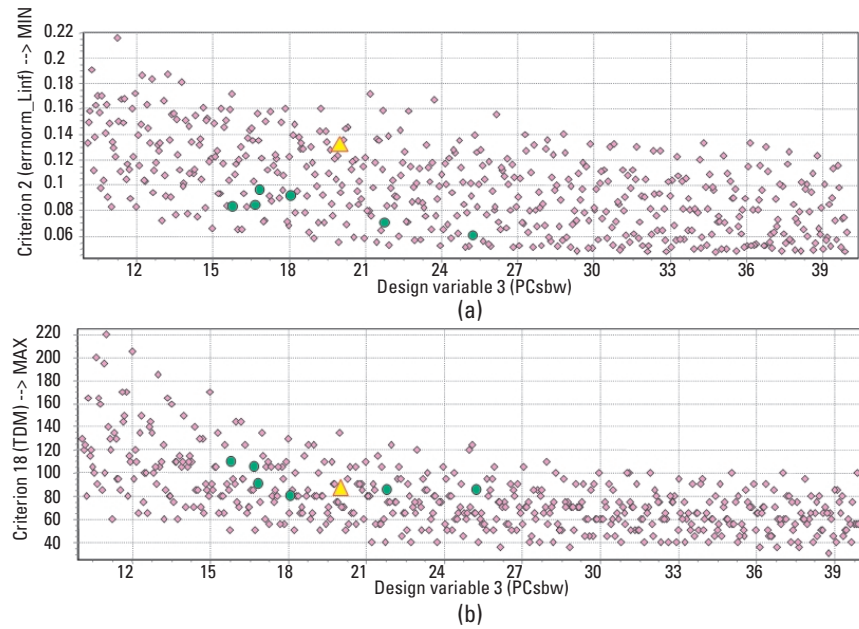 0.22
0.2
0.18
0.16
0.14
0.12
0.1
0.08
0.06
Criterion 2 (errnorm_Linf) --> MIN
12 15 18 21 24 27 30 33 36 39
Design variable 3 (PCsbw)
(a)
220
200
180
160
140
120
100
80
60
40
Criterion 18 (TDM) --> MAX
12 15 18 21 24 27 30 33 36 39
Design variable 3 (PCsbw)
(b)